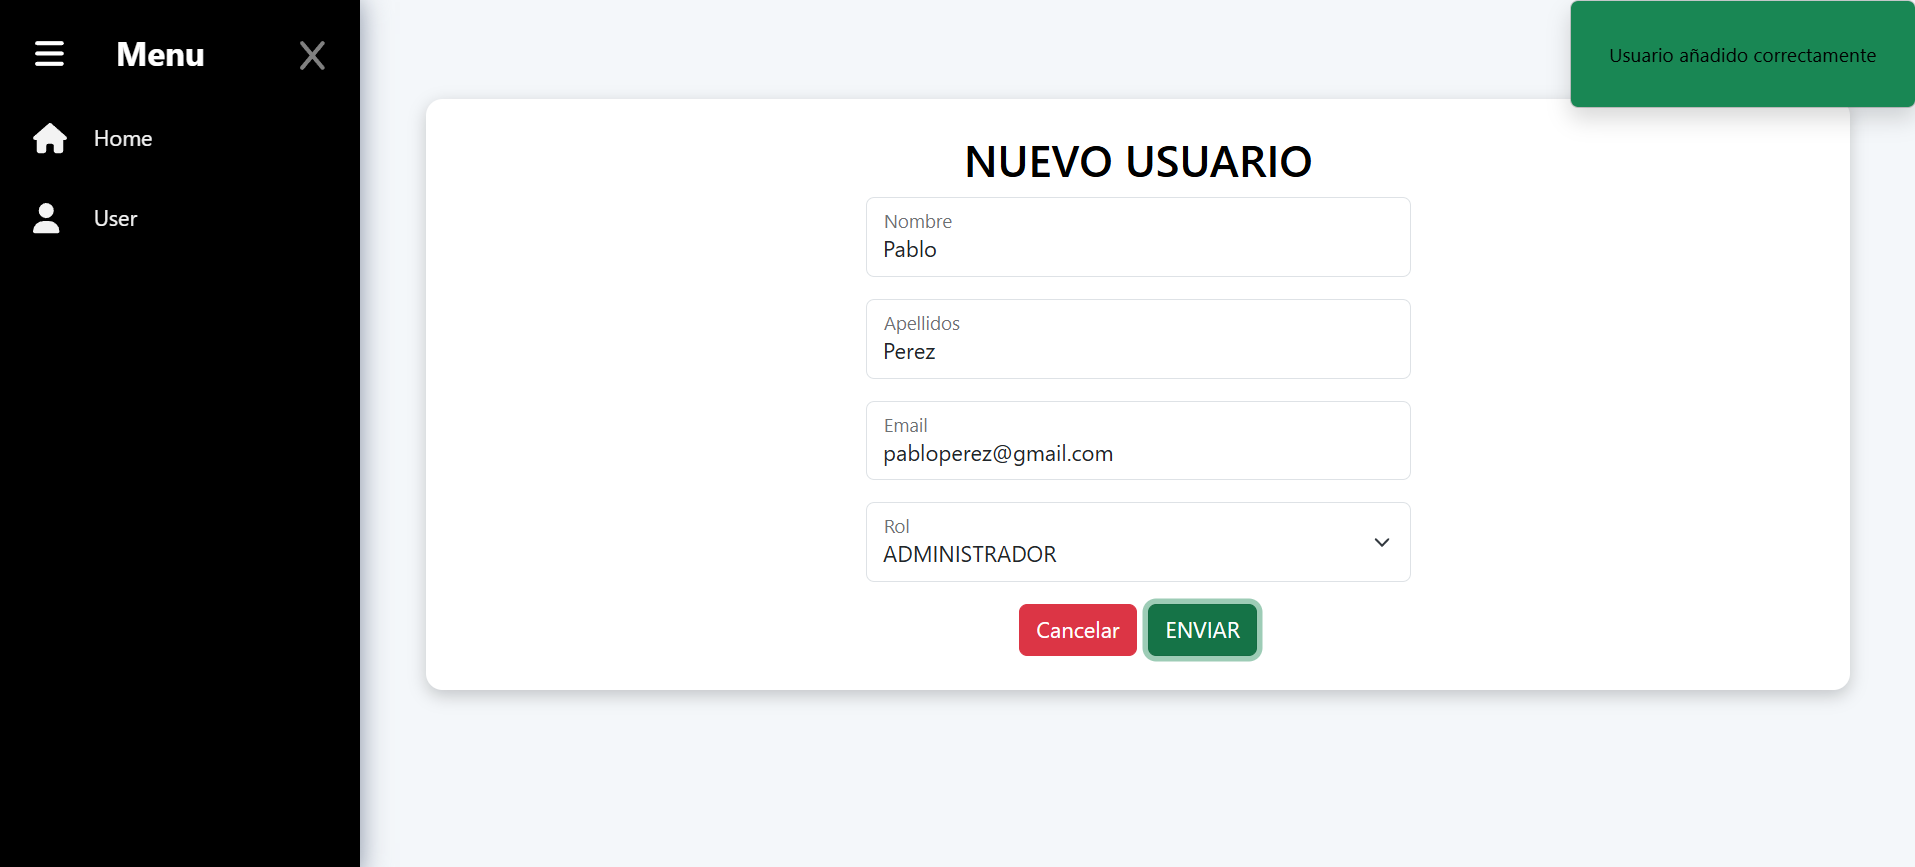 Menu
Home
User
Usuario añadido correctamente
NUEVO USUARIO
Nombre
Pablo
Apellidos
Perez
Email
pabloperez@gmail.com
Rol
ADMINISTRADOR
Cancelar
ENVIAR